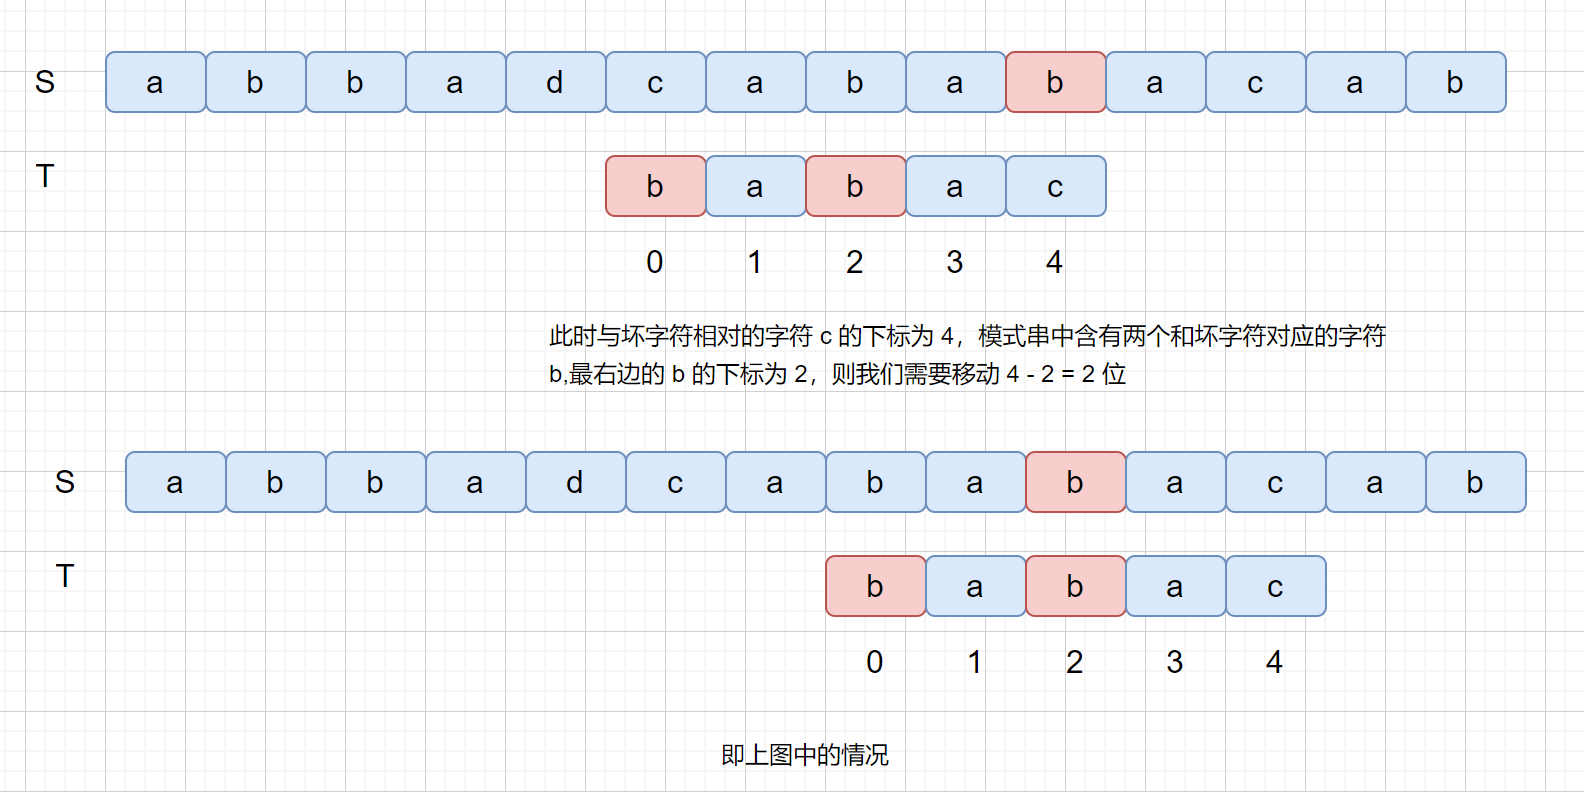 S a b b a d c a b a b a c a b
T b a b a c
0 1 2 3 4
此时与坏字符相对的字符 c 的下标为 4，模式串中含有两个和坏字符对应的字符
b,最右边的 b 的下标为 2，则我们需要移动 4 - 2 = 2 位
S a b b a d c a b a b a c a b
T b a b a c
0 1 2 3 4
即上图中的情况